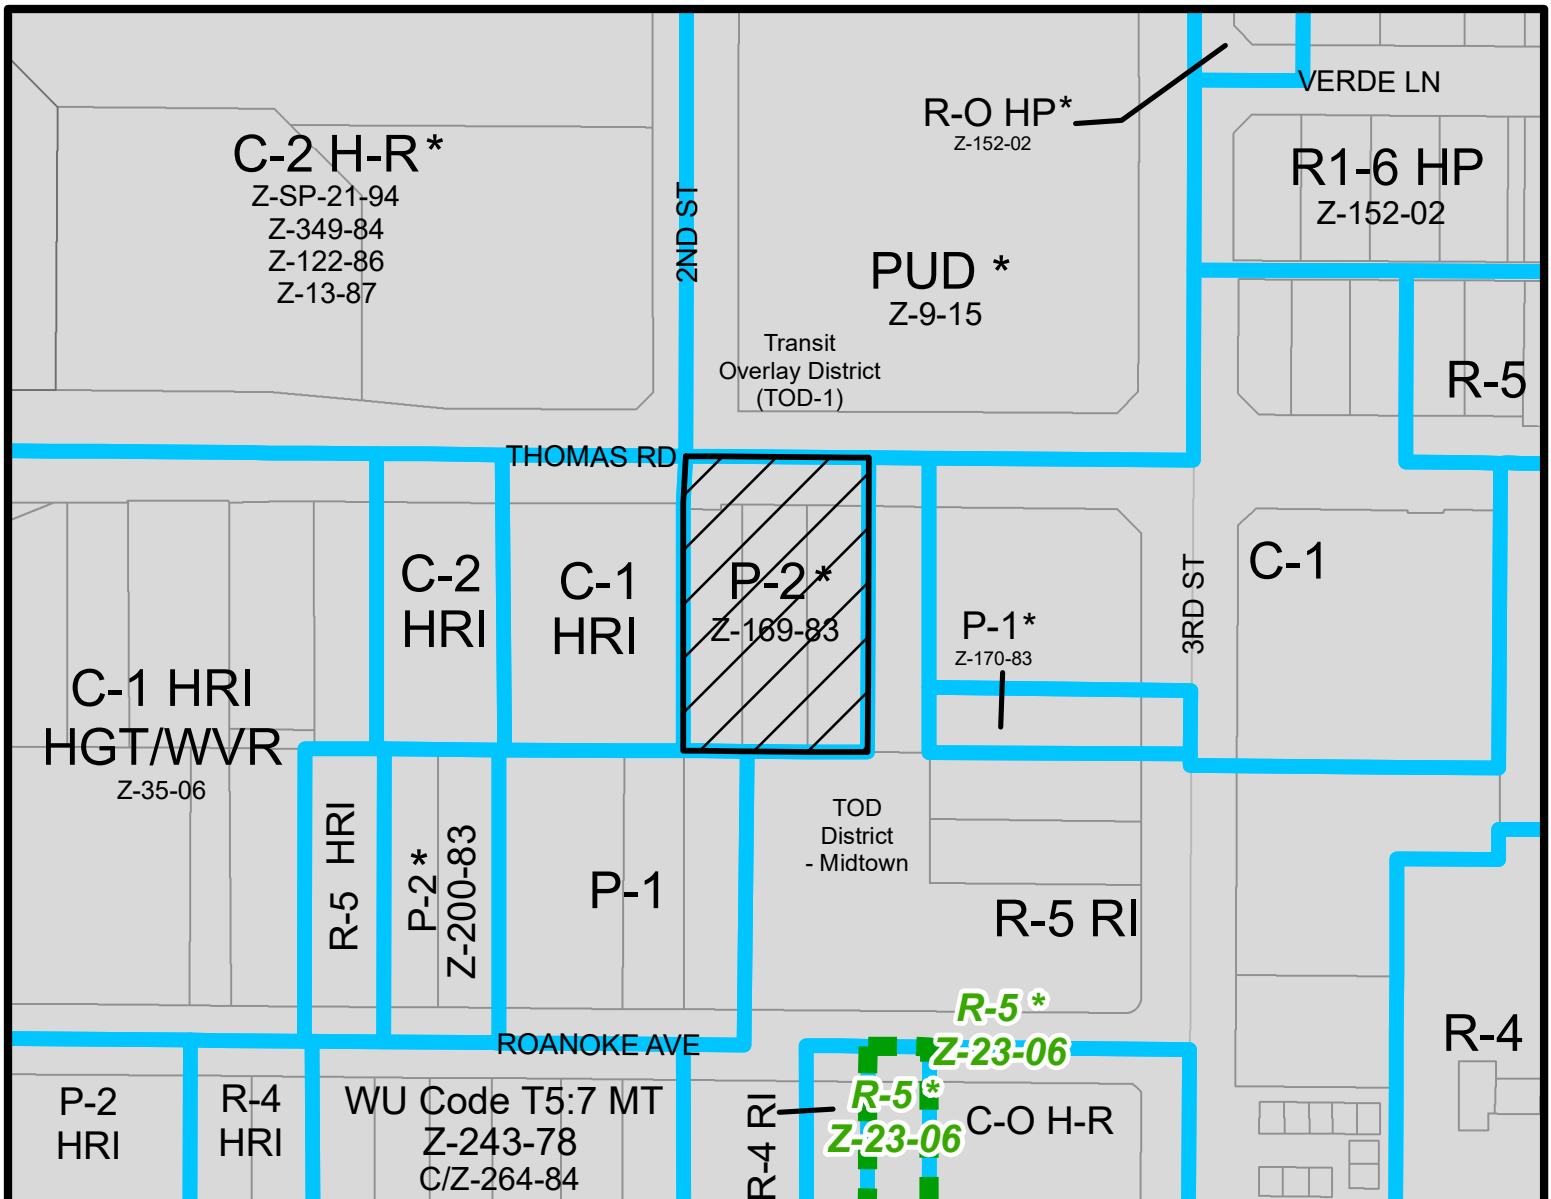 C-2 H-R *
Z-SP-21-94
Z-349-84
Z-122-86
Z-13-87
2ND ST
R-O HP*
Z-152-02
VERDE LN
R1-6 HP
Z-152-02
PUD *
Z-9-15
Transit
Overlay District
(TOD-1)
R-5
THOMAS RD
C-2
HRI
C-1
HRI
P-2 *
Z-169-83
P-1*
Z-170-83
3RD ST
C-1
C-1 HRI
HGT/WVR
Z-35-06
R-5 HRI
P-2 *
Z-200-83
P-1
TOD
District
- Midtown
R-5 RI
R-5 *
Z-23-06
ROANOKE AVE
R-4
P-2
HRI
R-4
HRI
WU Code T5:7 MT
Z-243-78
C/Z-264-84
R-4 RI
R-5 *
Z-23-06
C-O H-R